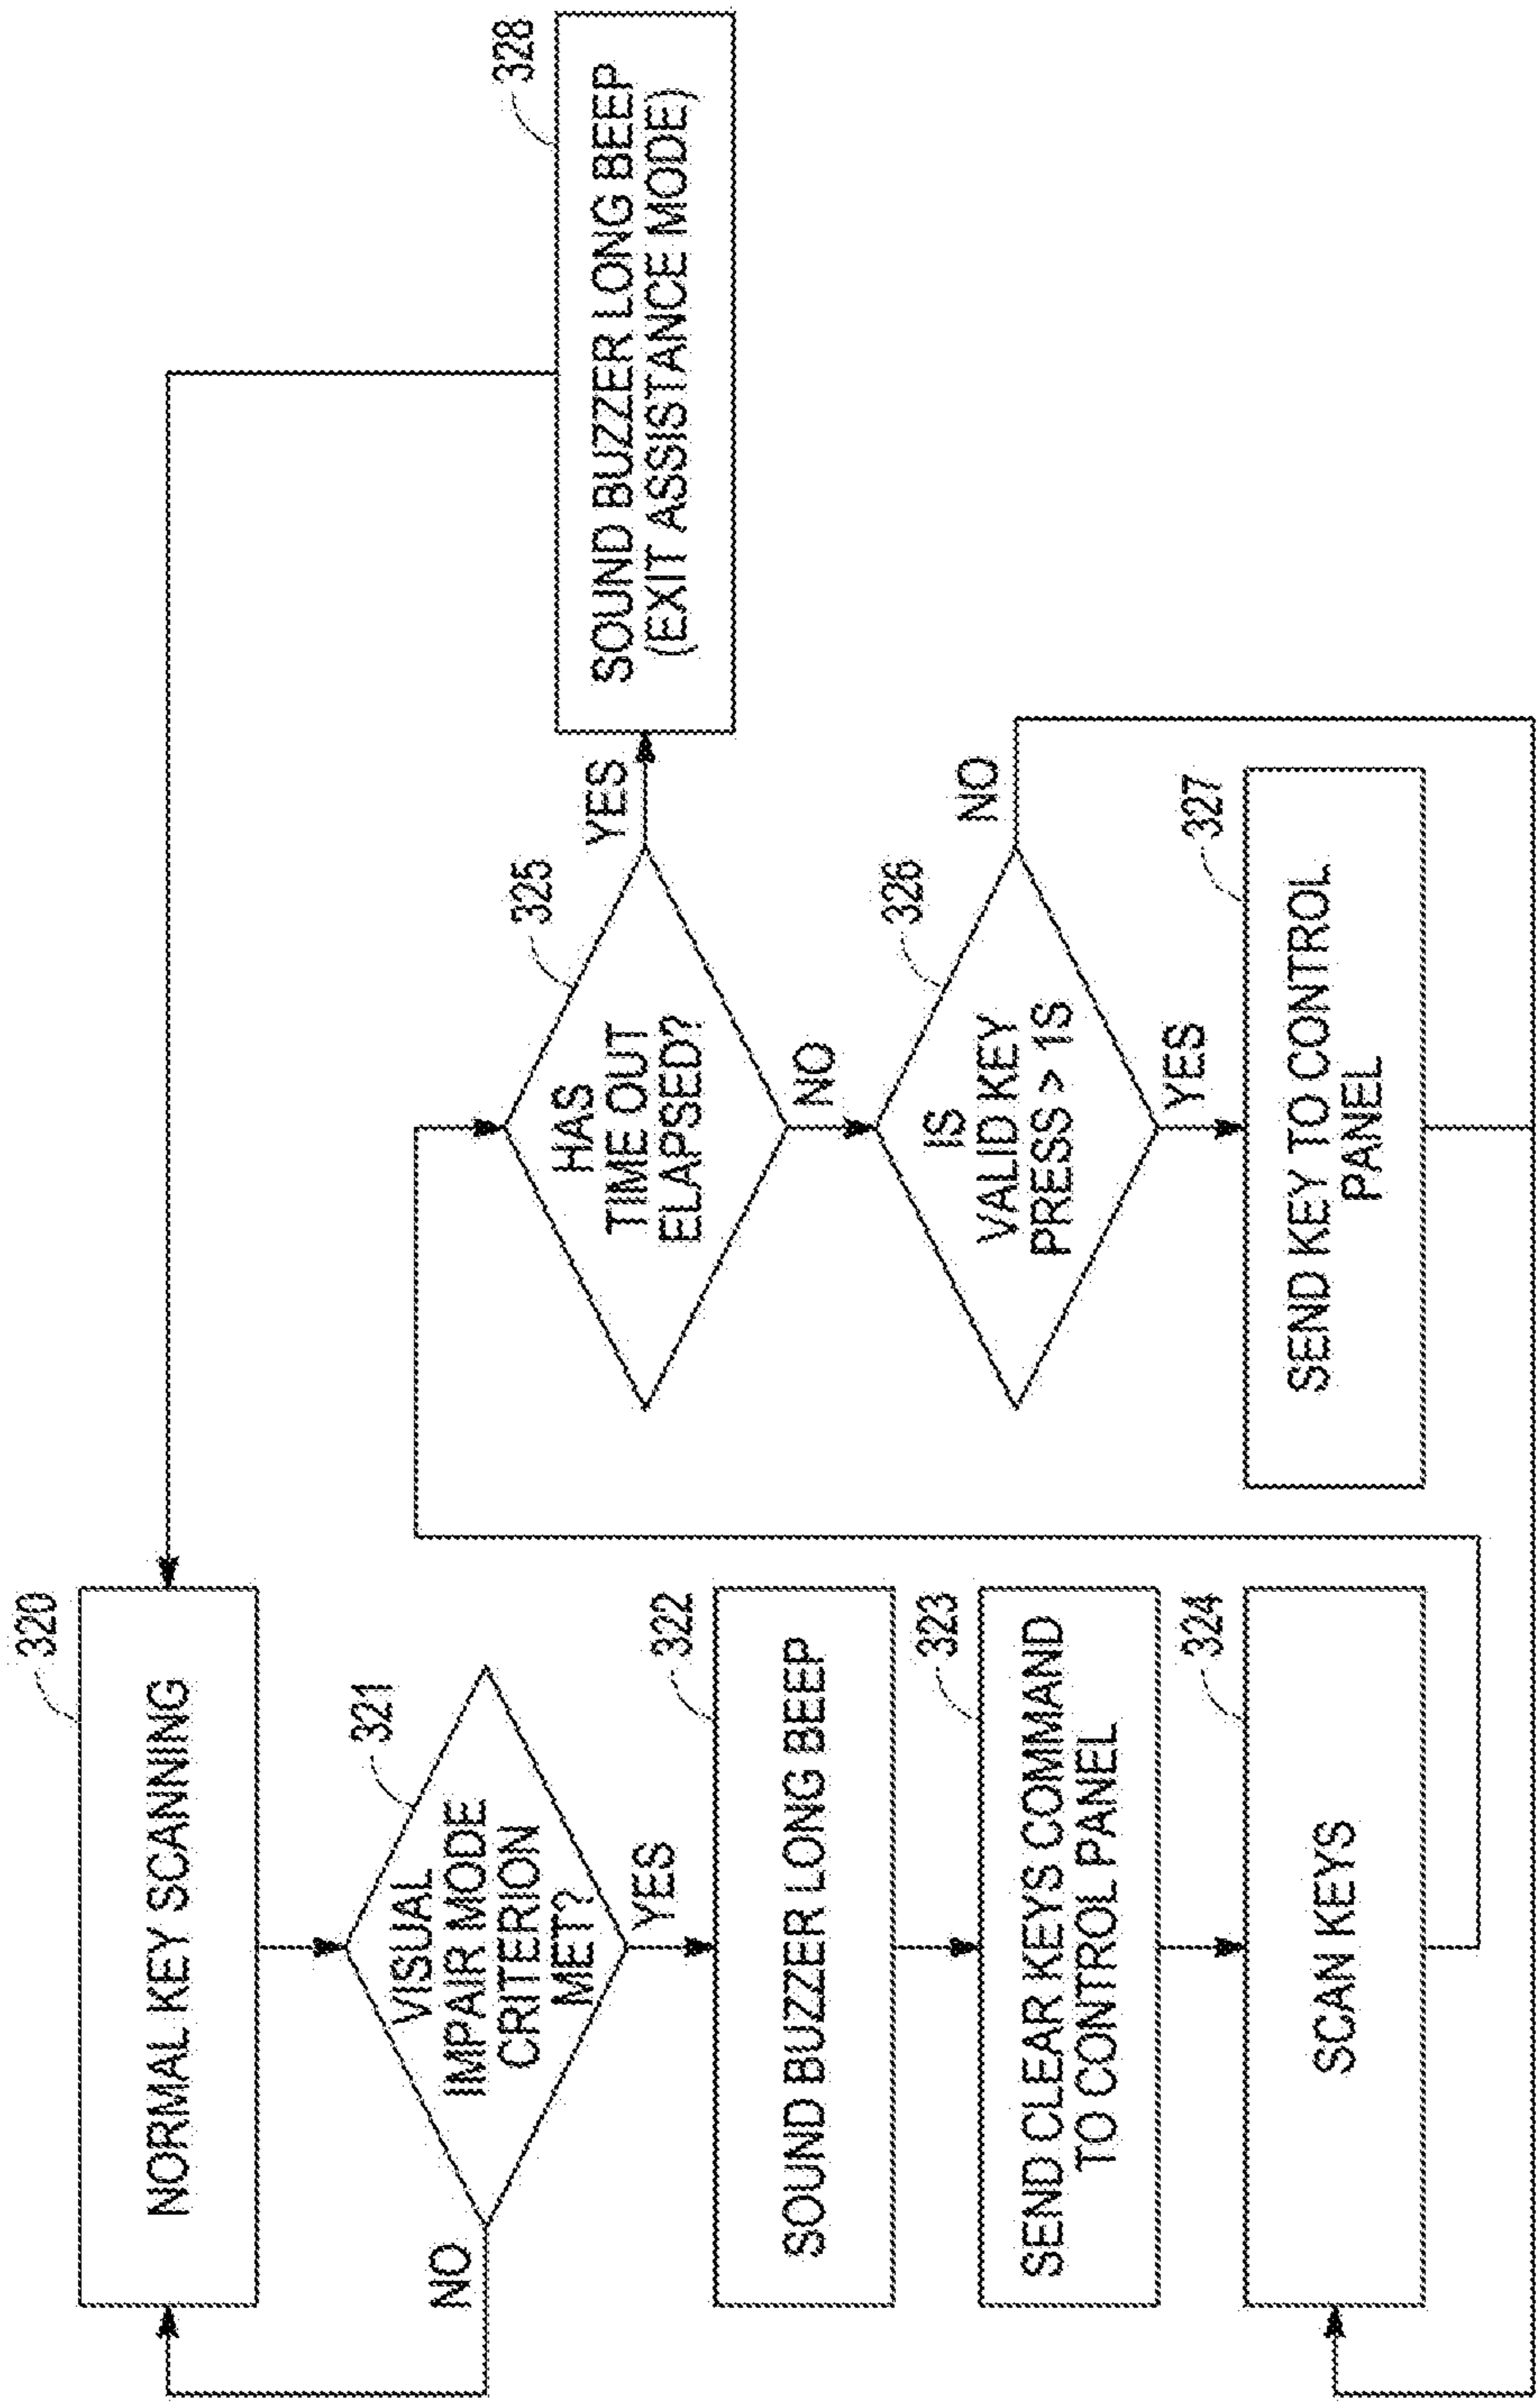 320
NORMAL KEY SCANNING
321
VISUAL
IMPAIR MODE
CRITERION
MET?
NO
YES
322
SOUND BUZZER LONG BEEP
323
SEND CLEAR KEYS COMMAND
TO CONTROL PANEL
324
SCAN KEYS
325
HAS
TIME OUT
ELAPSED?
YES
NO
326
IS
VALID KEY
PRESS > 1S
NO
YES
327
SEND KEY TO CONTROL
PANEL
328
SOUND BUZZER LONG BEEP
(EXIT ASSISTANCE MODE)